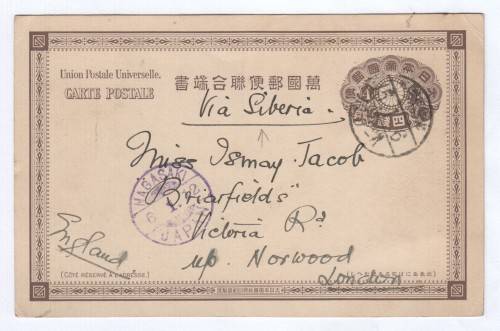 Union Postale Universelle.
CARTE POSTALE
書端合聯便郵國萬
Via Siberia.
Miss Ismay Jacob
"Briarfields"
Victoria Rd
up. Norwood
London
England
NAGASAKI
JAPAN
(CÔTÉ RÉSERVÉ À L'ADRESSE.)